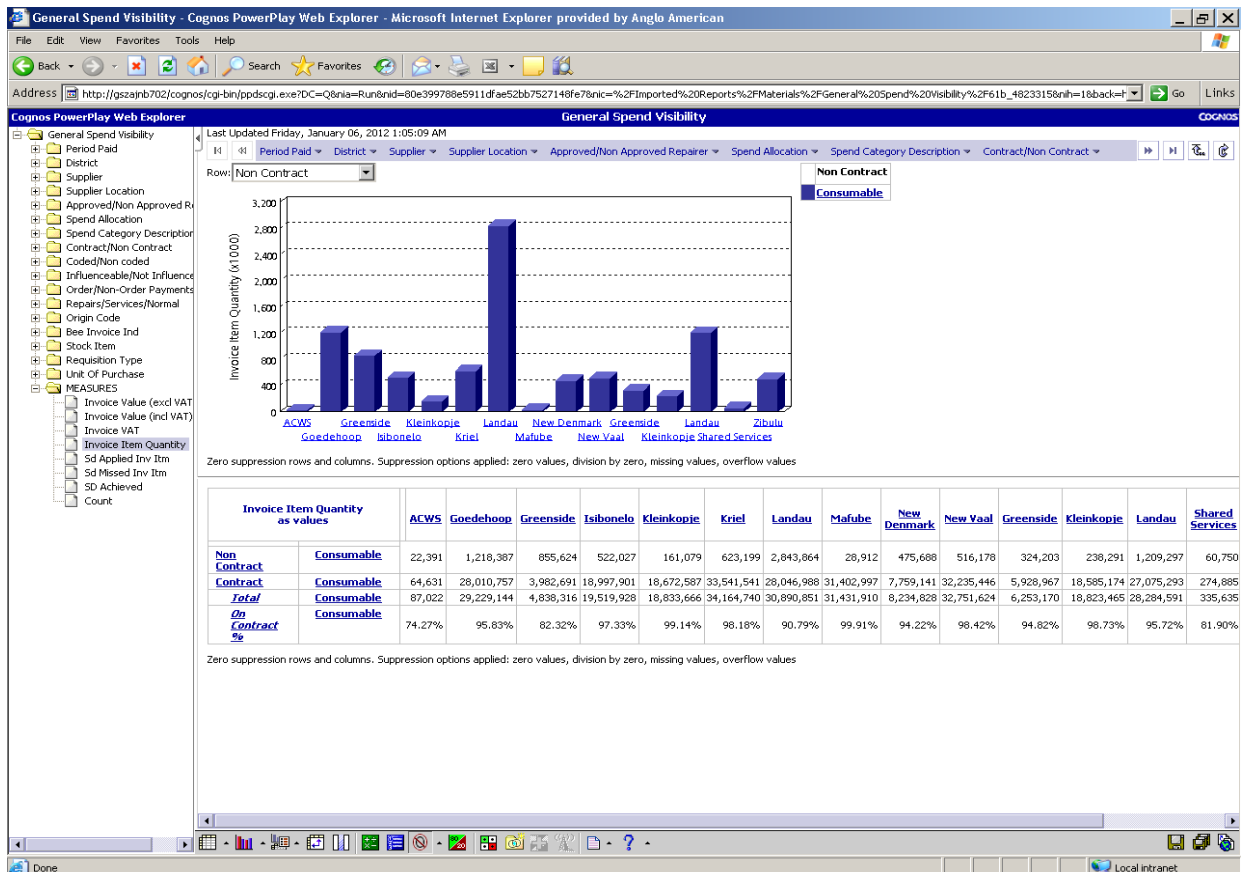 General Spend Visibility - Cognos PowerPlay Web Explorer - Microsoft Internet Explorer provided by Anglo American
File Edit View Favorites Tools Help
Back Search Favorites
Address http://gszajnb702/cognos/cgi-bin/ppdscgi.exe?DC=Q&nia=Run&nid=80e399788e5911dfae52bb7527148fe7&nic=%2FImported%20Reports%2FMaterials%2FGeneral%20Spend%20Visibility%2F61b_4823315&nih=1&back=h Go Links
Cognos PowerPlay Web Explorer General Spend Visibility COGNOS
General Spend Visibility
Period Paid
District
Supplier
Supplier Location
Approved/Non Approved Re
Spend Allocation
Spend Category Description
Contract/Non Contract
Coded/Non coded
Influenceable/Not Influence
Order/Non-Order Payments
Repairs/Services/Normal
Origin Code
Bee Invoice Ind
Stock Item
Requisition Type
Unit Of Purchase
MEASURES
Invoice Value (excl VAT
Invoice Value (incl VAT)
Invoice VAT
Invoice Item Quantity
Sd Applied Inv Itm
Sd Missed Inv Itm
SD Achieved
Count
Last Updated Friday, January 06, 2012 1:05:09 AM
Period Paid District Supplier Supplier Location Approved/Non Approved Repairer Spend Allocation Spend Category Description Contract/Non Contract
Row: Non Contract
Non Contract
Consumable
Invoice Item Quantity (x1000)
3,200
2,800
2,400
2,000
1,600
1,200
800
400
0
ACWS Greenside Kleinkopje Landau New Denmark Greenside Landau Zibulu
Goedehoop Isibonelo Kriel Mafube New Vaal Kleinkopje Shared Services
Zero suppression rows and columns. Suppression options applied: zero values, division by zero, missing values, overflow values
Invoice Item Quantity as values ACWS Goedehoop Greenside Isibonelo Kleinkopje Kriel Landau Mafube New Denmark New Vaal Greenside Kleinkopje Landau Shared Services
Non Contract Consumable 22,391 1,218,387 855,624 522,027 161,079 623,199 2,843,864 28,912 475,688 516,178 324,203 238,291 1,209,297 60,750
Contract Consumable 64,631 28,010,757 3,982,691 18,997,901 18,672,587 33,541,541 28,046,988 31,402,997 7,759,141 32,235,446 5,928,967 18,585,174 27,075,293 274,885
Total Consumable 87,022 29,229,144 4,838,316 19,519,928 18,833,666 34,164,740 30,890,851 31,431,910 8,234,828 32,751,624 6,253,170 18,823,465 28,284,591 335,635
On Contract % Consumable 74.27% 95.83% 82.32% 97.33% 99.14% 98.18% 90.79% 99.91% 94.22% 98.42% 94.82% 98.73% 95.72% 81.90%
Zero suppression rows and columns. Suppression options applied: zero values, division by zero, missing values, overflow values
Done Local intranet